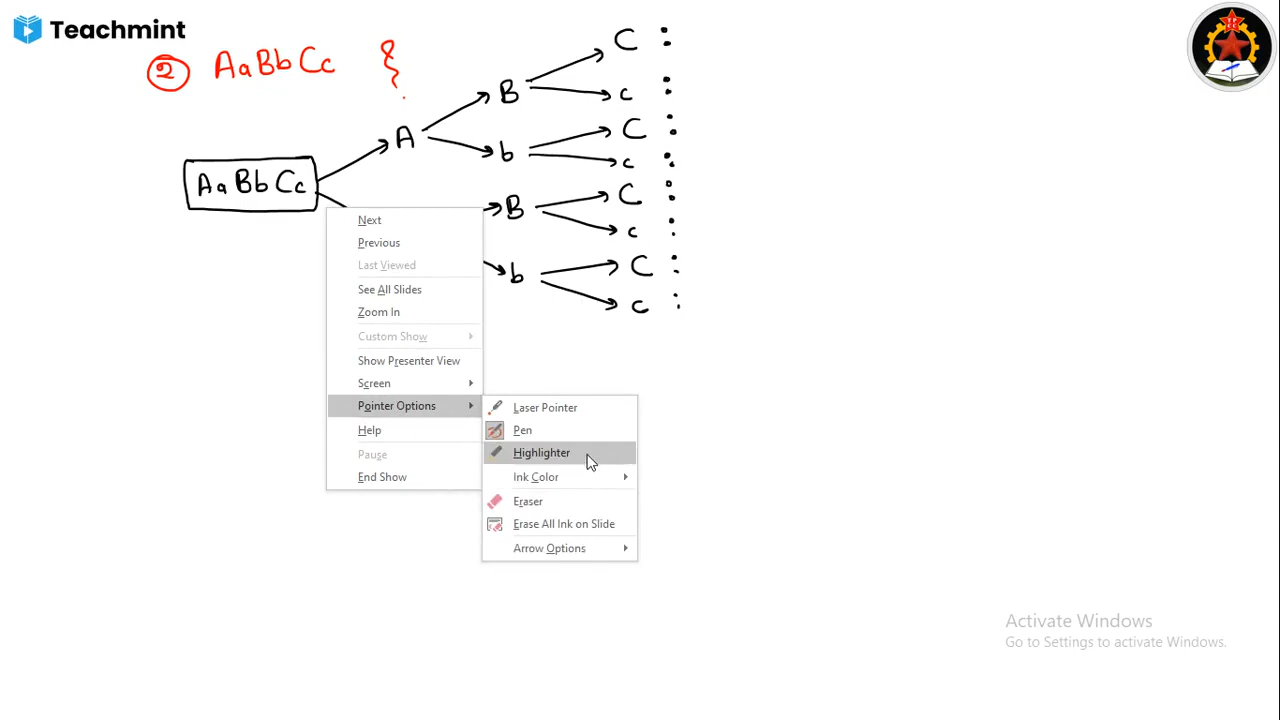 Teachmint
② AaBbCc
C :
B
c :
A
C :
b
c :
AaBbCc
C :
B
c :
C :
b
c :
Next
Previous
Last Viewed
See All Slides
Zoom In
Custom Show
Show Presenter View
Screen
Pointer Options
Help
Pause
End Show
Laser Pointer
Pen
Highlighter
Ink Color
Eraser
Erase All Ink on Slide
Arrow Options
Activate Windows
Go to Settings to activate Windows.